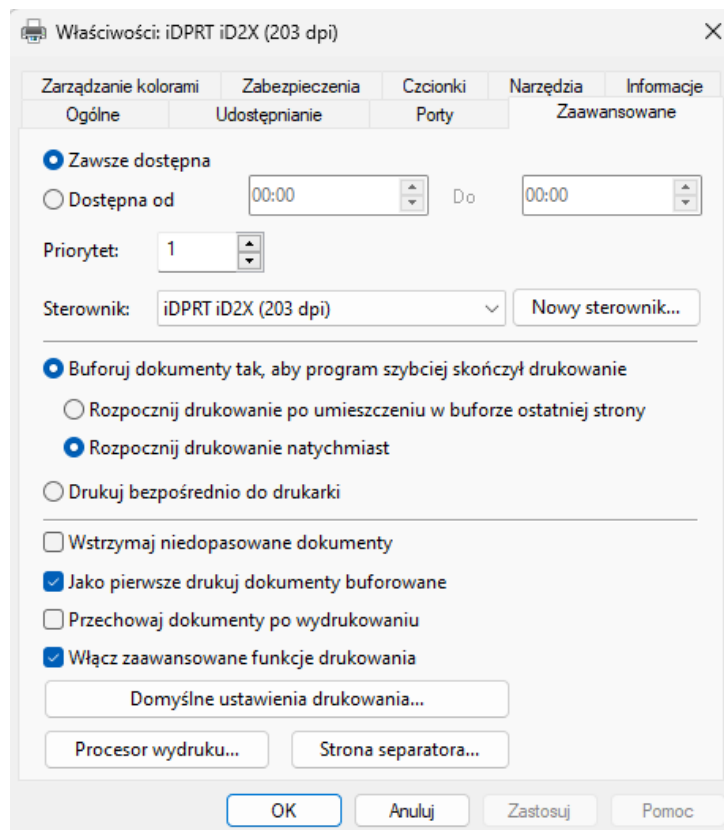 Właściwości: iDPRT iD2X (203 dpi)
Zarządzanie kolorami Zabezpieczenia Czcionki Narzędzia Informacje
Ogólne Udostępnianie Porty Zaawansowane
Zawsze dostępna
Dostępna od 00:00 Do 00:00
Priorytet: 1
Sterownik: iDPRT iD2X (203 dpi) Nowy sterownik...
Buforuj dokumenty tak, aby program szybciej skończył drukowanie
Rozpocznij drukowanie po umieszczeniu w buforze ostatniej strony
Rozpocznij drukowanie natychmiast
Drukuj bezpośrednio do drukarki
Wstrzymaj niedopasowane dokumenty
Jako pierwsze drukuj dokumenty buforowane
Przechowaj dokumenty po wydrukowaniu
Włącz zaawansowane funkcje drukowania
Domyślne ustawienia drukowania...
Procesor wydruku... Strona separatora...
OK Anuluj Zastosuj Pomoc